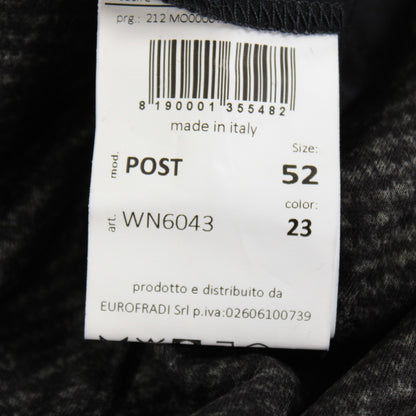 prg.: 212
8 190001 355482
made in italy
mod. POST
Size: 52
art. WN6043
color: 23
prodotto e distribuito da
EUROFRADI Srl p.iva:02606100739